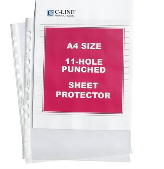 C-LINE
A4 SIZE
11-HOLE
PUNCHED
SHEET
PROTECTOR